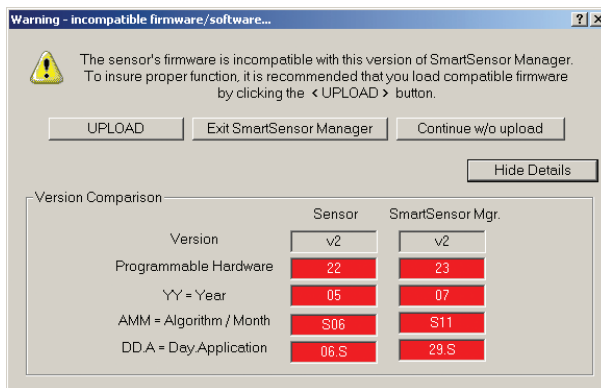 Warning - incompatible firmware/software...
The sensor's firmware is incompatible with this version of SmartSensor Manager.
To insure proper function, it is recommended that you load compatible firmware
by clicking the < UPLOAD > button.
UPLOAD Exit SmartSensor Manager Continue w/o upload
Hide Details
Version Comparison
Sensor SmartSensor Mgr.
Version v2 v2
Programmable Hardware 22 23
YY = Year 05 07
AMM = Algorithm / Month S06 S11
DD.A = Day.Application 06.S 29.S